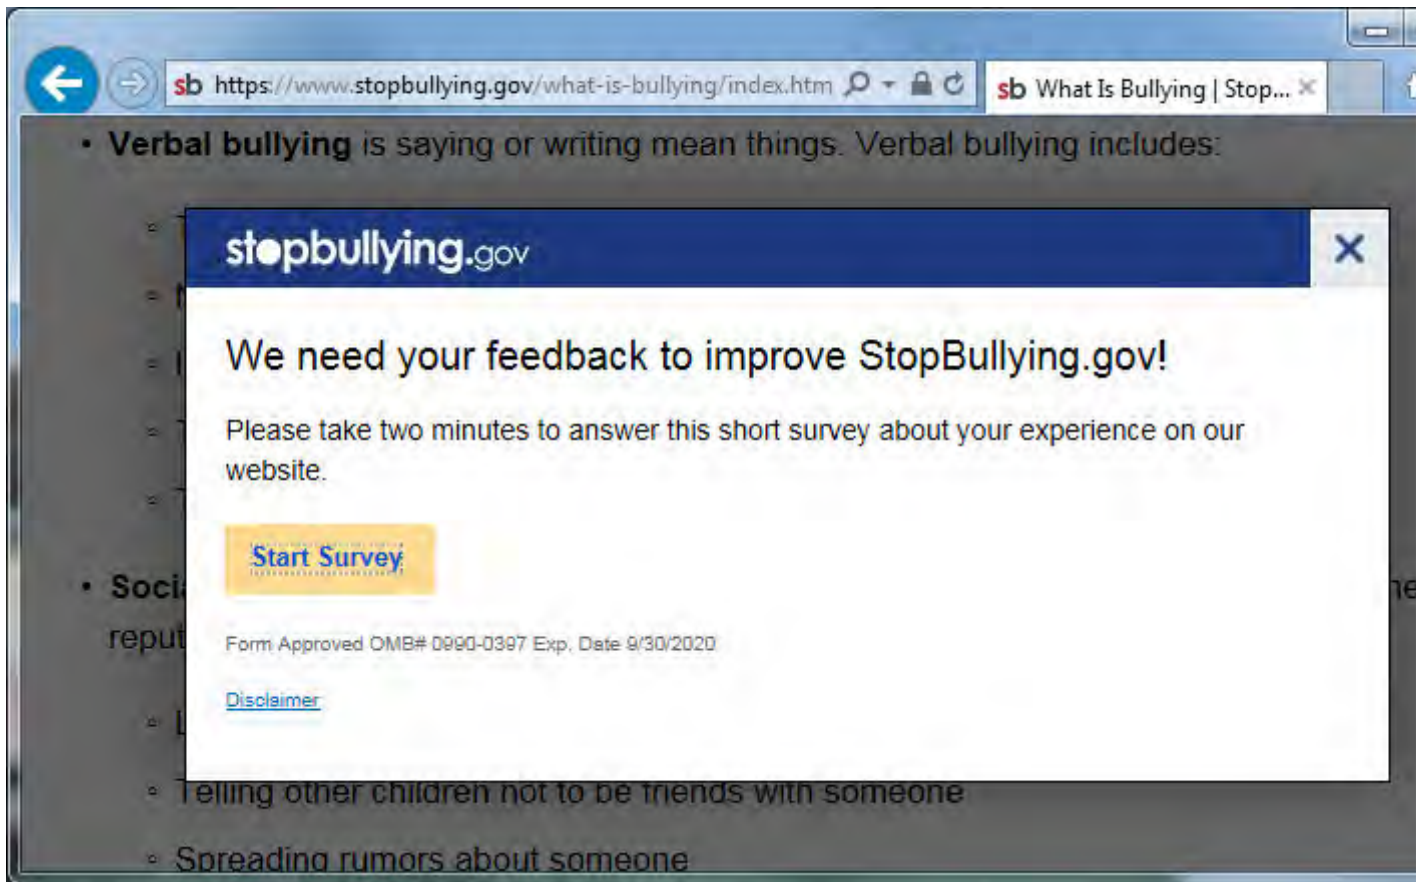 sb https://www.stopbullying.gov/what-is-bullying/index.htm
sb What Is Bullying | Stop...
• Verbal bullying is saying or writing mean things. Verbal bullying includes:
stopbullying.gov
We need your feedback to improve StopBullying.gov!
Please take two minutes to answer this short survey about your experience on our
website.
Start Survey
Form Approved OMB# 0990-0397 Exp. Date 9/30/2020
Disclaimer
◦ Telling other children not to be friends with someone
◦ Spreading rumors about someone